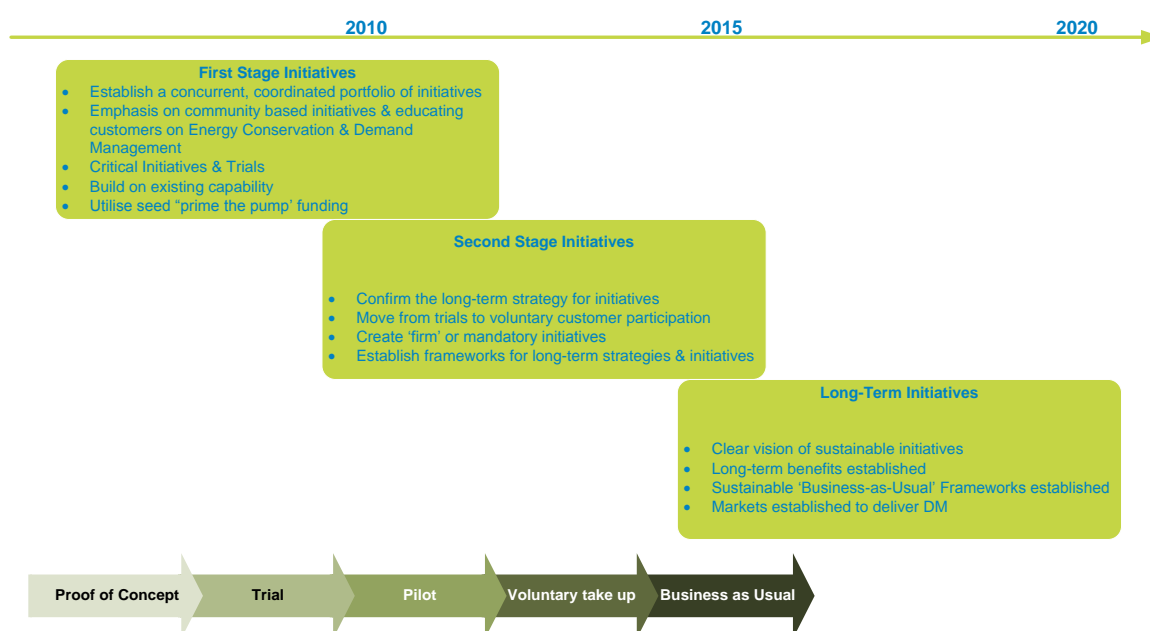 2010 2015 2020
First Stage Initiatives
• Establish a concurrent, coordinated portfolio of initiatives
• Emphasis on community based initiatives & educating
customers on Energy Conservation & Demand
Management
• Critical Initiatives & Trials
• Build on existing capability
• Utilise seed “prime the pump’ funding
Second Stage Initiatives
• Confirm the long-term strategy for initiatives
• Move from trials to voluntary customer participation
• Create ‘firm’ or mandatory initiatives
• Establish frameworks for long-term strategies & initiatives
Long-Term Initiatives
• Clear vision of sustainable initiatives
• Long-term benefits established
• Sustainable ‘Business-as-Usual’ Frameworks established
• Markets established to deliver DM
Proof of Concept Trial Pilot Voluntary take up Business as Usual